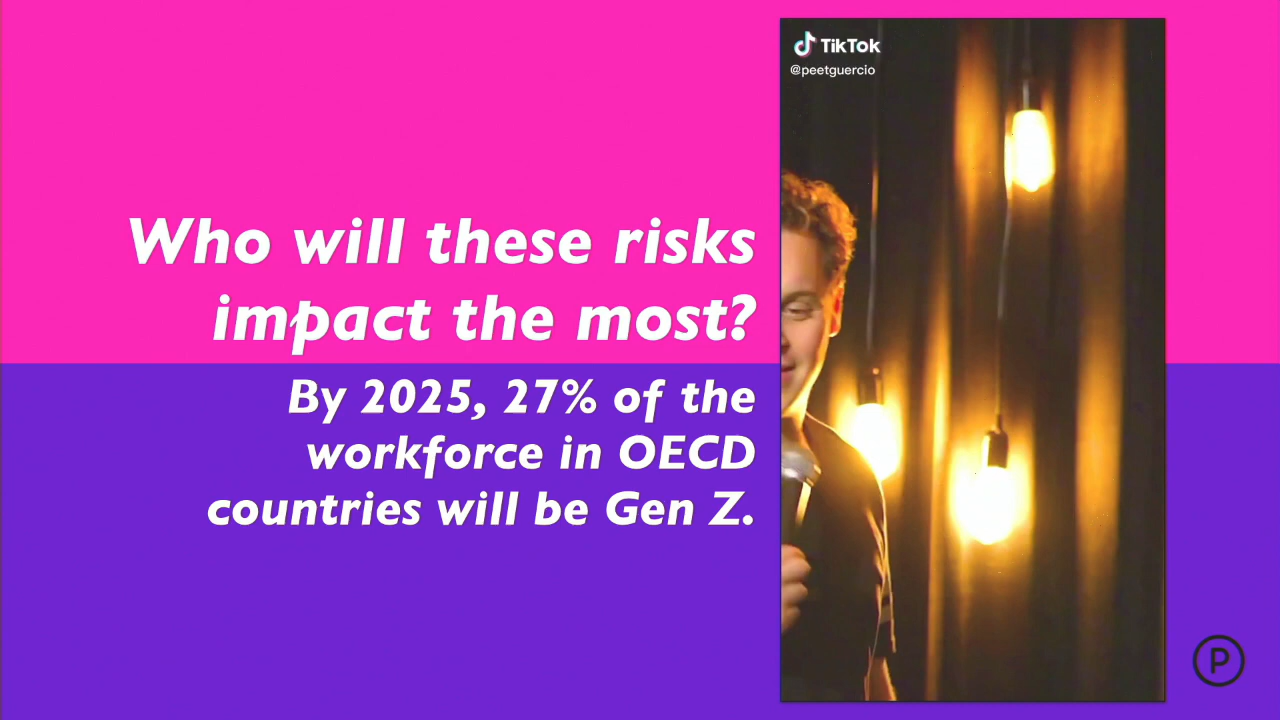 Who will these risks
impact the most?
By 2025, 27% of the
workforce in OECD
countries will be Gen Z.
TikTok
@peetguercio
P